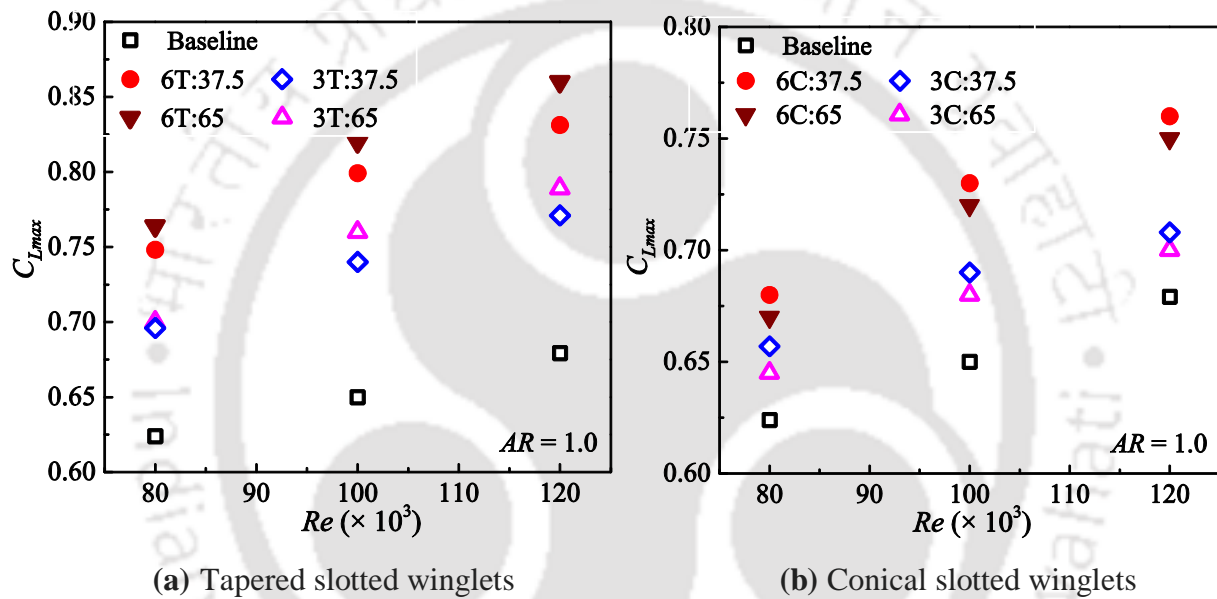 0.90
0.85
0.80
0.75
0.70
0.65
0.60
C_Lmax
Baseline
6T:37.5 3T:37.5
6T:65 3T:65
AR = 1.0
80 90 100 110 120
Re (× 10³)
(a) Tapered slotted winglets
0.80
0.75
0.70
0.65
0.60
C_Lmax
Baseline
6C:37.5 3C:37.5
6C:65 3C:65
AR = 1.0
80 90 100 110 120
Re (× 10³)
(b) Conical slotted winglets